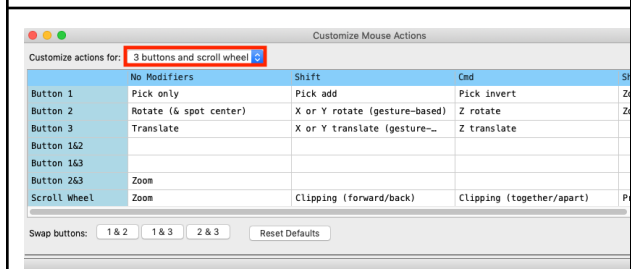 Customize Mouse Actions
Customize actions for: 3 buttons and scroll wheel
No Modifiers Shift Cmd
Button 1 Pick only Pick add Pick invert
Button 2 Rotate (& spot center) X or Y rotate (gesture-based) Z rotate
Button 3 Translate X or Y translate (gesture-… Z translate
Button 1&2
Button 1&3
Button 2&3 Zoom
Scroll Wheel Zoom Clipping (forward/back) Clipping (together/apart)
Swap buttons: 1 & 2 1 & 3 2 & 3 Reset Defaults